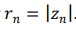 rₙ = |zₙ|.